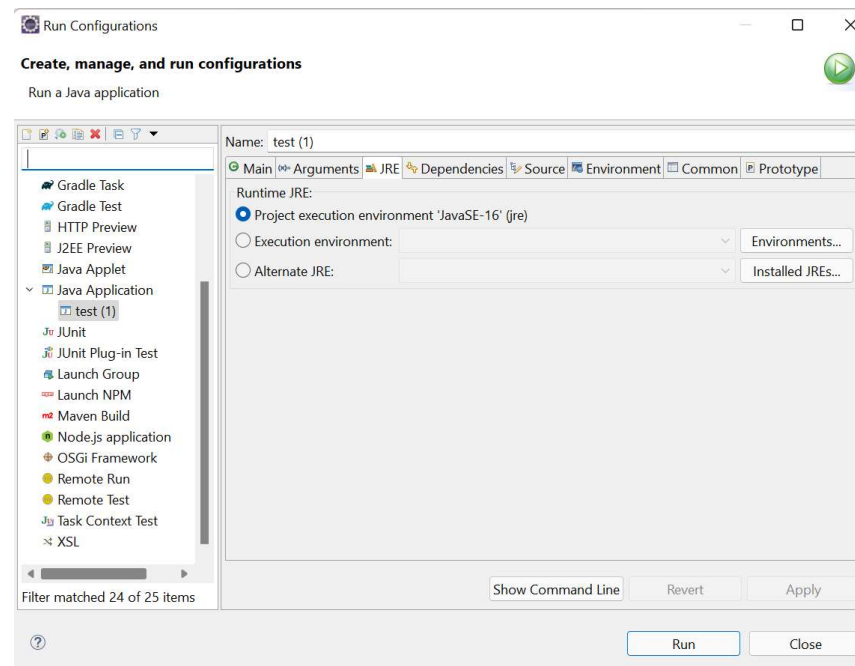 Run Configurations
Create, manage, and run configurations
Run a Java application
Name: test (1)
Main Arguments JRE Dependencies Source Environment Common Prototype
Runtime JRE:
Project execution environment 'JavaSE-16' (jre)
Execution environment: Environments...
Alternate JRE: Installed JREs...
Gradle Task
Gradle Test
HTTP Preview
J2EE Preview
Java Applet
Java Application
test (1)
JUnit
JUnit Plug-in Test
Launch Group
Launch NPM
Maven Build
Node.js application
OSGi Framework
Remote Run
Remote Test
Task Context Test
XSL
Filter matched 24 of 25 items
Show Command Line Revert Apply
Run Close